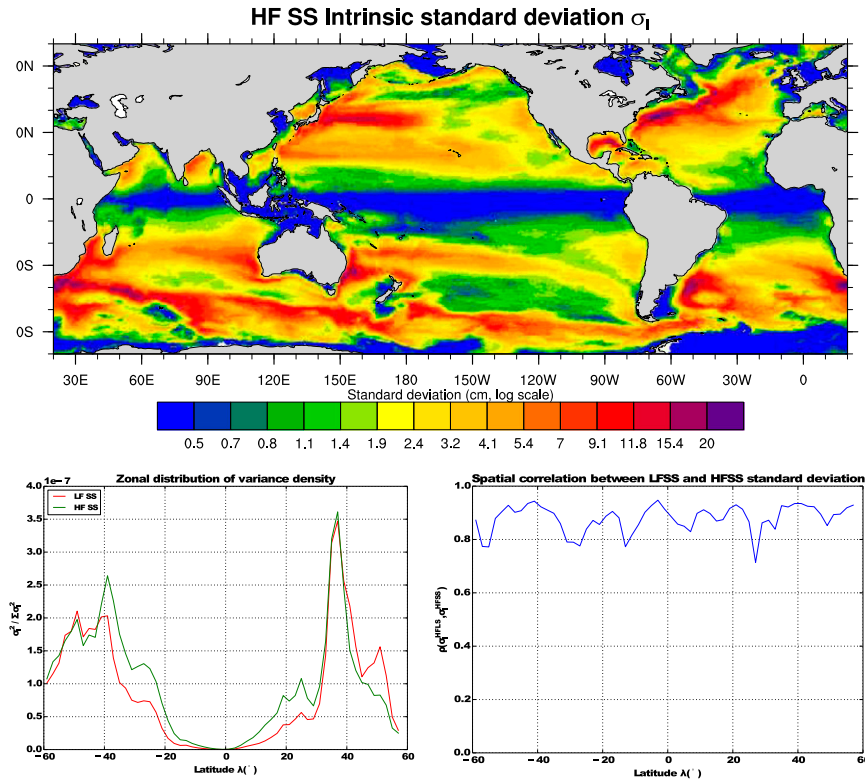 HF SS Intrinsic standard deviation σI
0N
0N
0
0S
0S
30E 60E 90E 120E 150E 180 150W 120W 90W 60W 30W 0
Standard deviation (cm, log scale)
0.5 0.7 0.8 1.1 1.4 1.9 2.4 3.2 4.1 5.4 7 9.1 11.8 15.4 20
Zonal distribution of variance density
1e−7
LF SS
HF SS
4.0
3.5
3.0
2.5
2.0
1.5
1.0
0.5
0.0
σI² / ΣσI²
−60 −40 −20 0 20 40 60
Latitude λ(°)
Spatial correlation between LFSS and HFSS standard deviation
1.0
0.8
0.6
0.4
0.2
0.0
ρ(σI^HFLS, σI^HFSS)
−60 −40 −20 0 20 40 60
Latitude λ(°)